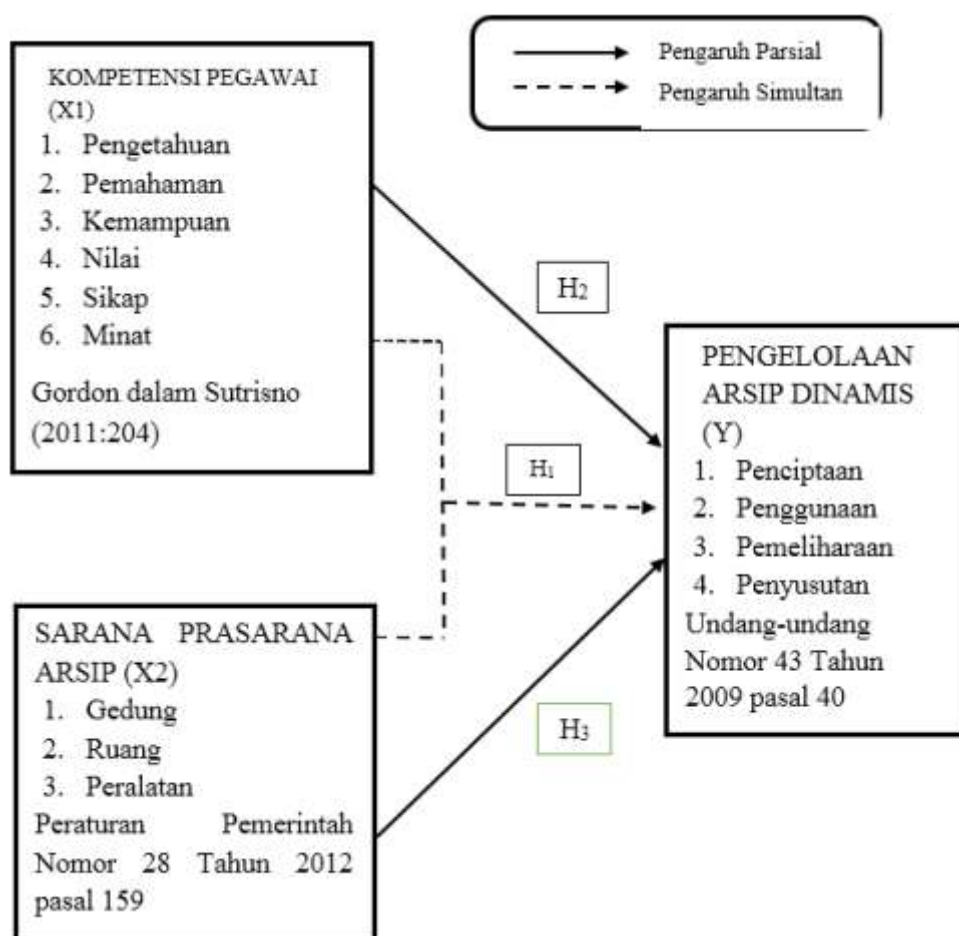 KOMPETENSI PEGAWAI
(X1)
1. Pengetahuan
2. Pemahaman
3. Kemampuan
4. Nilai
5. Sikap
6. Minat
Gordon dalam Sutrisno
(2011:204)
Pengaruh Parsial
Pengaruh Simultan
H2
H1
H3
SARANA PRASARANA
ARSIP (X2)
1. Gedung
2. Ruang
3. Peralatan
Peraturan Pemerintah
Nomor 28 Tahun 2012
pasal 159
PENGELOLAAN
ARSIP DINAMIS
(Y)
1. Penciptaan
2. Penggunaan
3. Pemeliharaan
4. Penyusutan
Undang-undang
Nomor 43 Tahun
2009 pasal 40